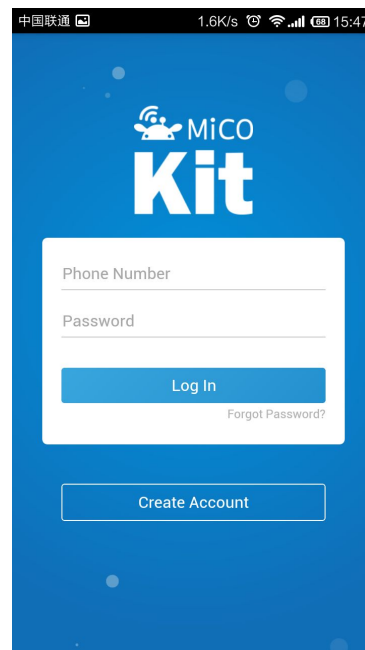 中国联通 1.6K/s 68 15:47
MiCO
Kit
Phone Number
Password
Log In
Forgot Password?
Create Account